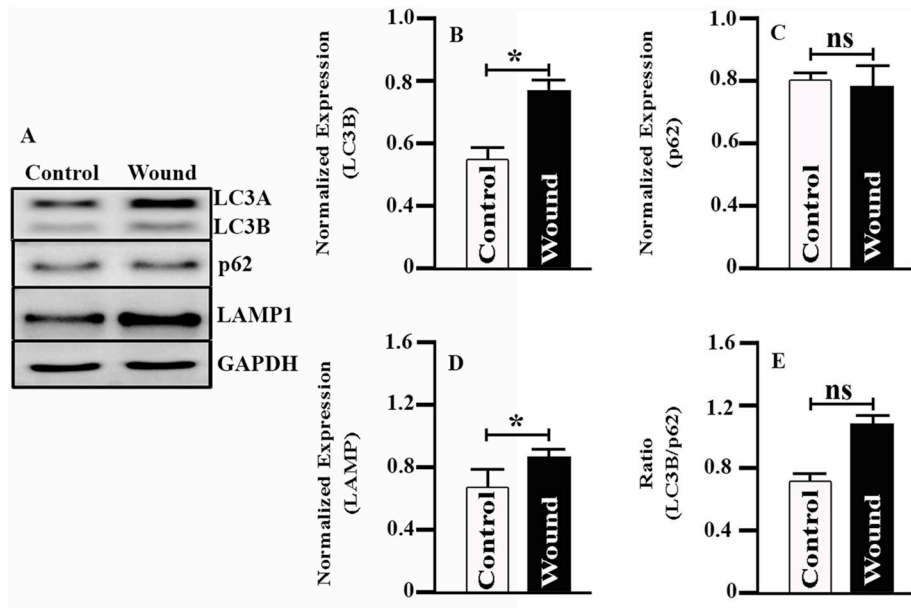 A
Control Wound
LC3A
LC3B
p62
LAMP1
GAPDH
B
Normalized Expression
(LC3B)
1.0
0.8
0.6
0.4
0
*
Control
Wound
C
Normalized Expression
(p62)
1.0
0.8
0.6
0.4
0
ns
Control
Wound
D
Normalized Expression
(LAMP)
1.6
1.2
0.8
0.4
0
*
Control
Wound
E
Ratio
(LC3B/p62)
1.6
1.2
0.8
0.4
0
ns
Control
Wound